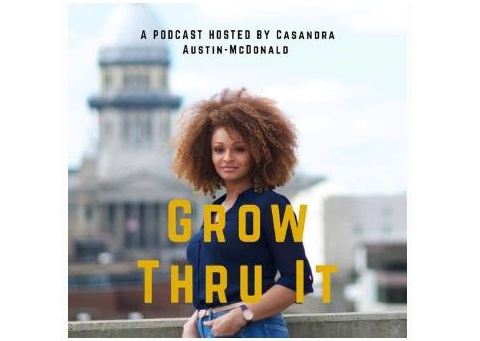 A PODCAST HOSTED BY CASANDRA
AUSTIN-MCDONALD
GROW
THRU IT